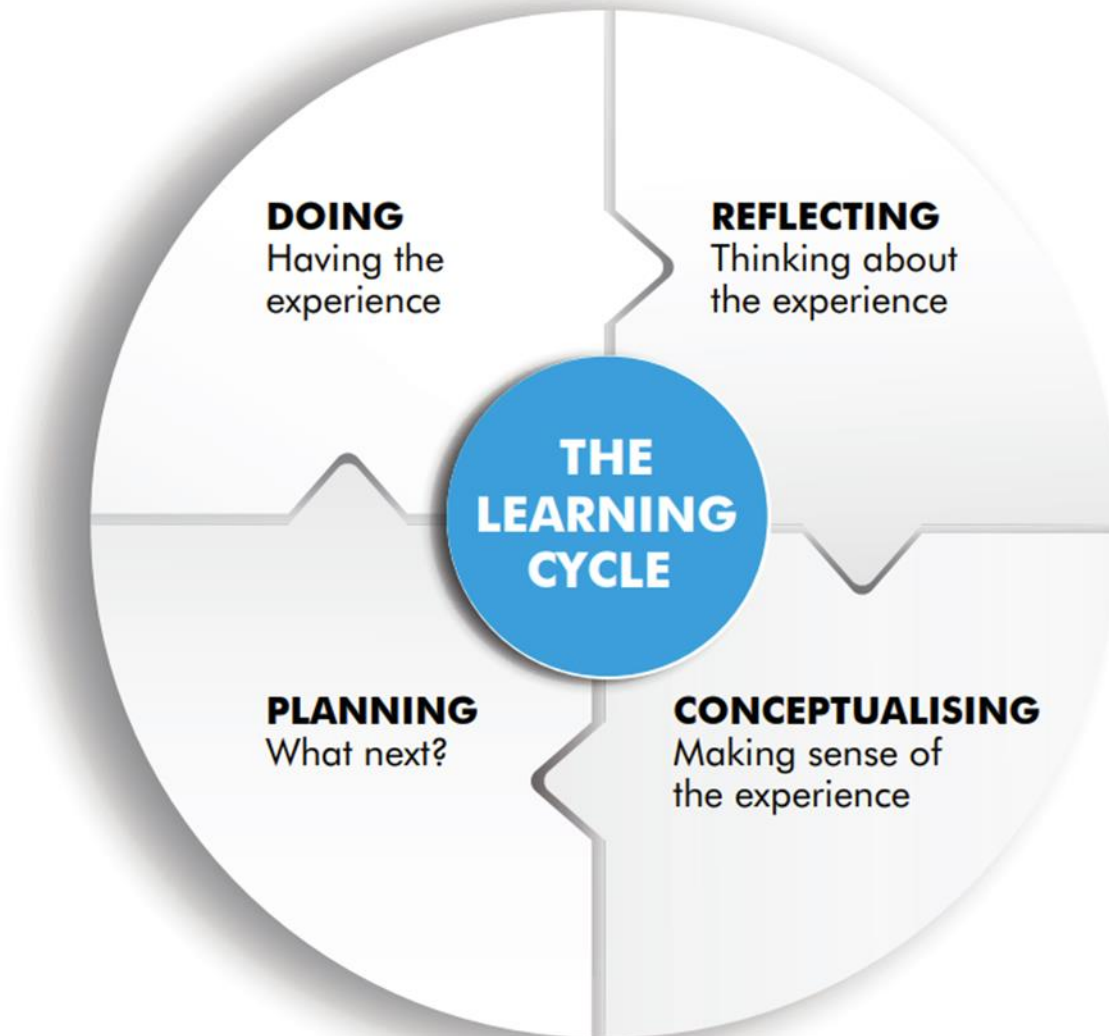 DOING
Having the
experience
REFLECTING
Thinking about
the experience
THE
LEARNING
CYCLE
PLANNING
What next?
CONCEPTUALISING
Making sense of
the experience